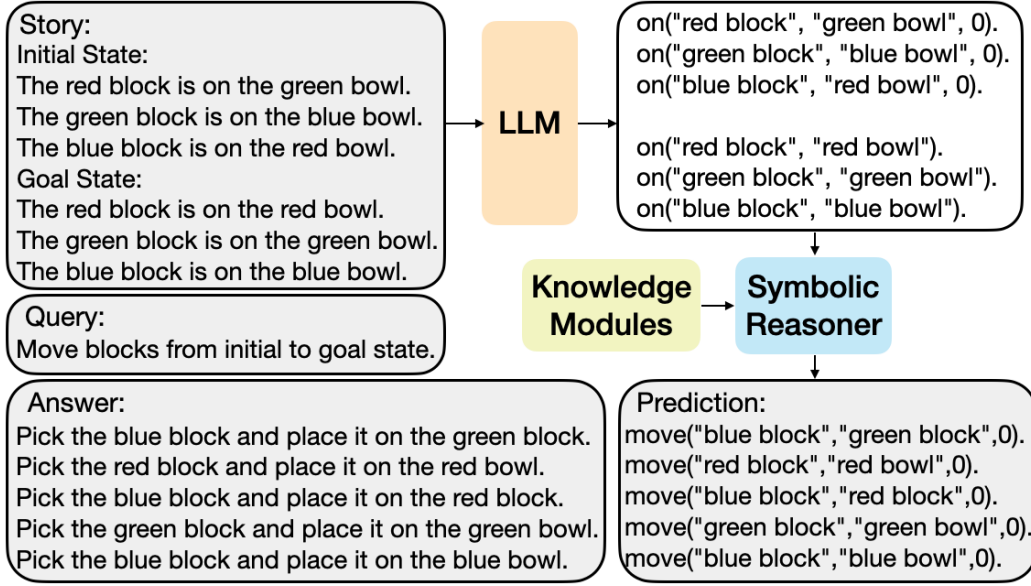 Story:
Initial State:
The red block is on the green bowl.
The green block is on the blue bowl.
The blue block is on the red bowl.
Goal State:
The red block is on the red bowl.
The green block is on the green bowl.
The blue block is on the blue bowl.
Query:
Move blocks from initial to goal state.
LLM
on("red block", "green bowl", 0).
on("green block", "blue bowl", 0).
on("blue block", "red bowl", 0).
on("red block", "red bowl").
on("green block", "green bowl").
on("blue block", "blue bowl").
Knowledge
Modules
Symbolic
Reasoner
Answer:
Pick the blue block and place it on the green block.
Pick the red block and place it on the red bowl.
Pick the blue block and place it on the red block.
Pick the green block and place it on the green bowl.
Pick the blue block and place it on the blue bowl.
Prediction:
move("blue block","green block",0).
move("red block","red bowl",0).
move("blue block","red block",0).
move("green block","green bowl",0).
move("blue block","blue bowl",0).